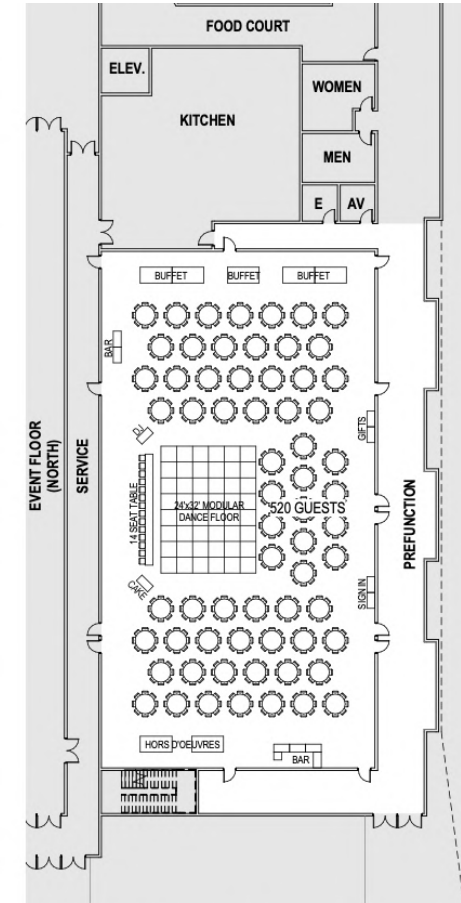 FOOD COURT
ELEV.
WOMEN
KITCHEN
MEN
E
AV
BUFFET
BUFFET
BUFFET
BAR
DJ
GIFTS
EVENT FLOOR
(NORTH)
SERVICE
14 SEAT TABLE
24'x32' MODULAR
DANCE FLOOR
520 GUESTS
PREFUNCTION
CAKE
SIGN IN
HORS D'OEUVRES
BAR